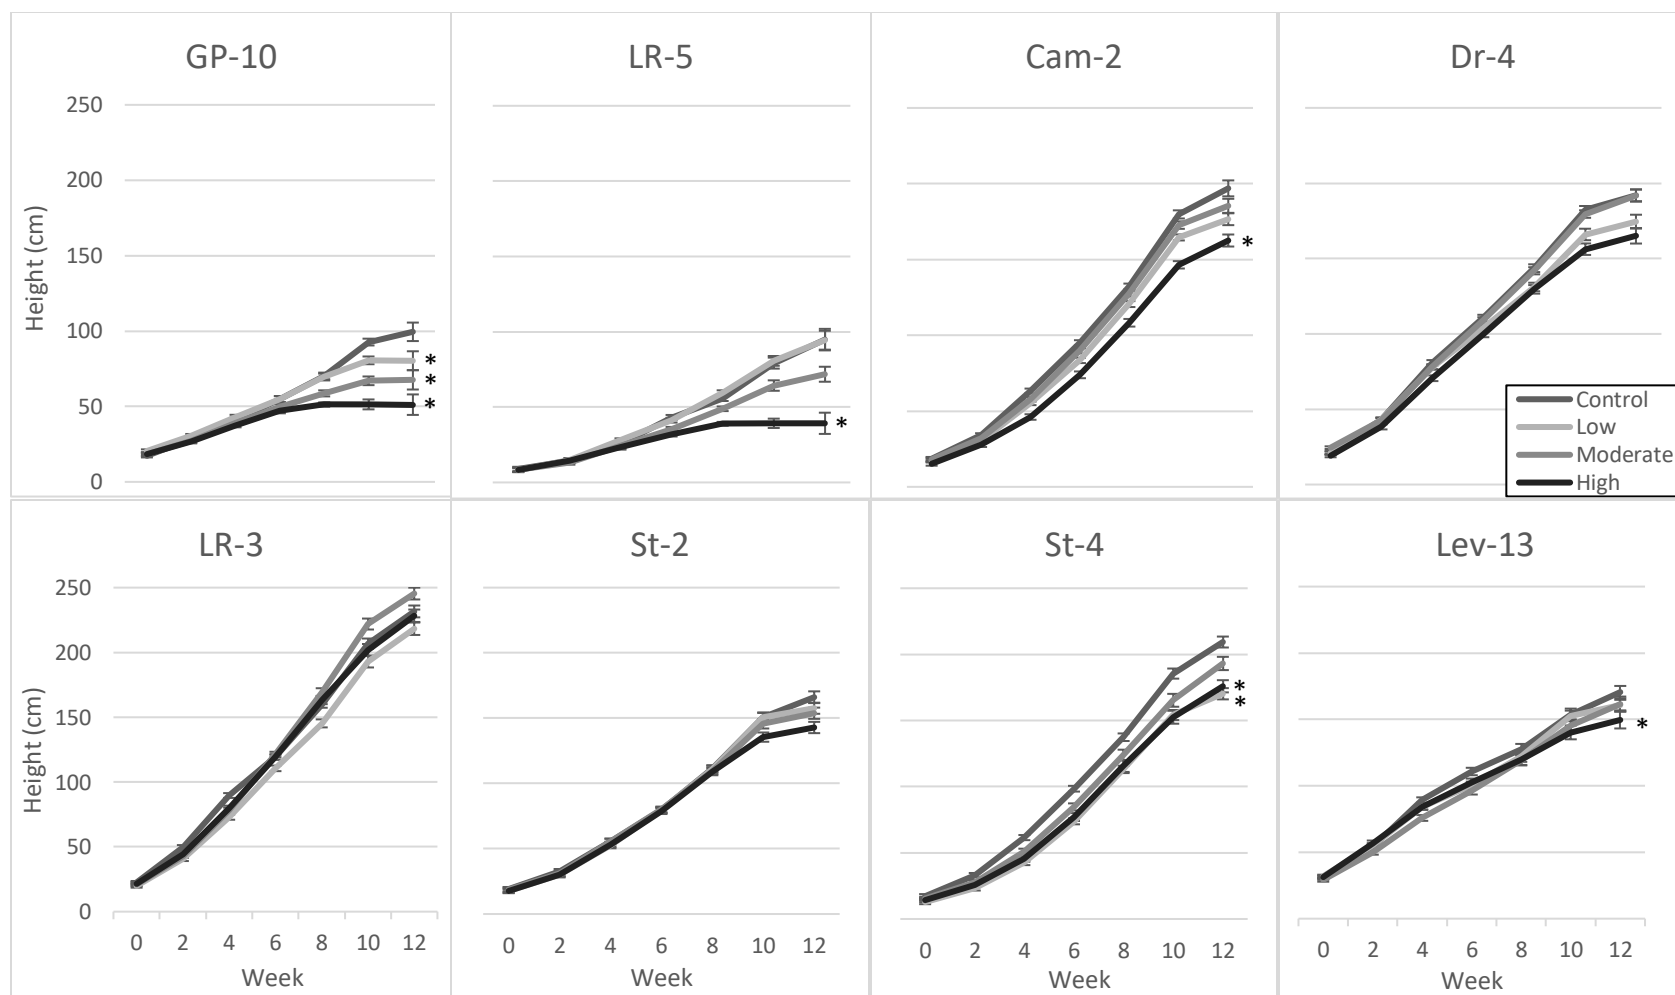 GP-10
LR-5
Cam-2
Dr-4
Height (cm)
250
200
150
100
50
0
*
*
*
*
*
Control
Low
Moderate
High
LR-3
St-2
St-4
Lev-13
Height (cm)
250
200
150
100
50
0
*
*
*
0 2 4 6 8 10 12
0 2 4 6 8 10 12
0 2 4 6 8 10 12
0 2 4 6 8 10 12
Week
Week
Week
Week